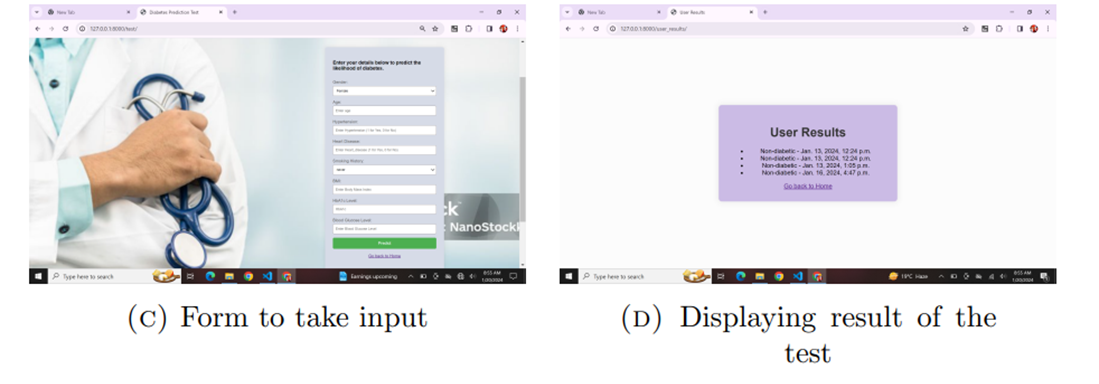 New Tab
Diabetes Prediction Test
127.0.0.1:8000/test/
Enter your details below to predict the
likelihood of diabetes.
Gender:
Female
Age:
Enter age
Hypertension:
Enter Hypertension (1 for Yes, 0 for No)
Heart Disease:
Enter Heart_disease (1 for Yes, 0 for No)
Smoking History:
never
BMI:
Enter Body Mass Index
HbA1c Level:
Blood Glucose Level:
Enter Blood Glucose Level
Predict
Go back to Home
NanoStockk
Type here to search
Earnings upcoming
8:55 AM
1/20/2024
New Tab
User Results
127.0.0.1:8000/user_results/
User Results
• Non-diabetic - Jan. 13, 2024, 12:24 p.m.
• Non-diabetic - Jan. 13, 2024, 12:24 p.m.
• Non-diabetic - Jan. 13, 2024, 1:05 p.m.
• Non-diabetic - Jan. 16, 2024, 4:47 p.m.
Go back to Home
Type here to search
19°C Haze
8:55 AM
1/20/2024
(C) Form to take input
(D) Displaying result of the
test